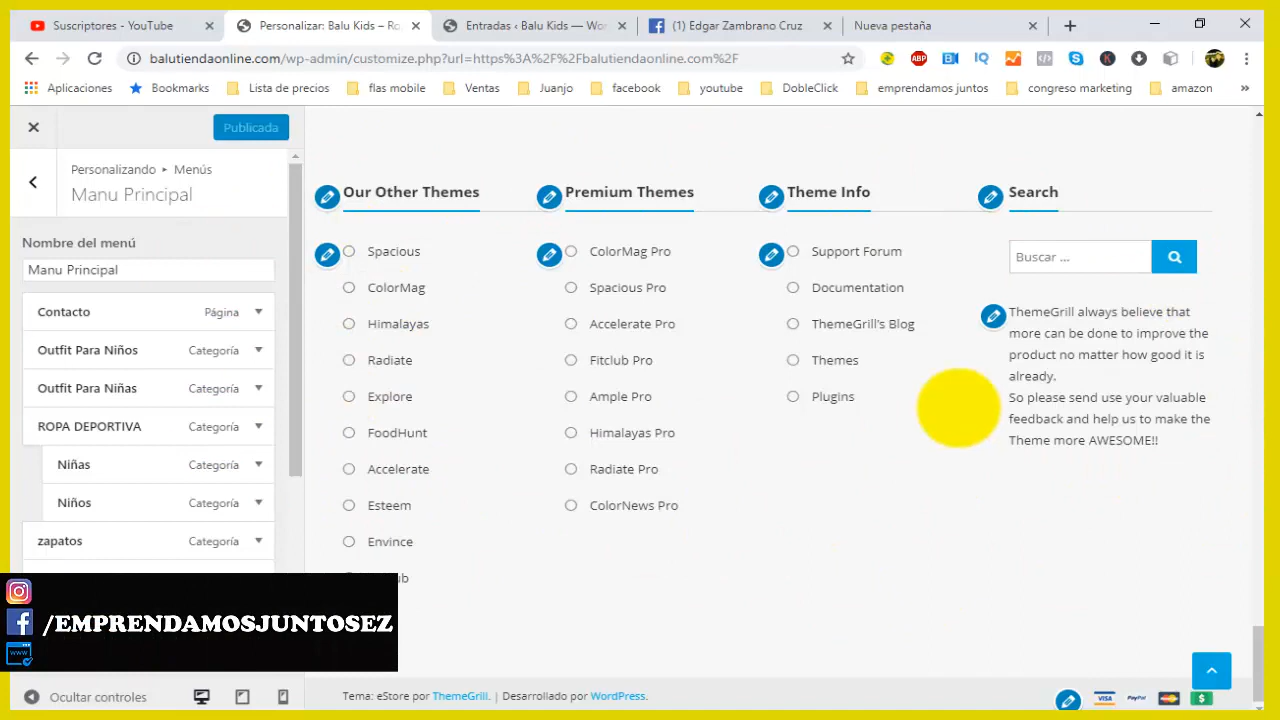 Suscriptores - YouTube
Personalizar: Balu Kids – Ro
Entradas ‹ Balu Kids — Wor
(1) Edgar Zambrano Cruz
Nueva pestaña
balutiendaonline.com/wp-admin/customize.php?url=https%3A%2F%2Fbalutiendaonline.com%2F
Aplicaciones
Bookmarks
Lista de precios
flas mobile
Ventas
Juanjo
facebook
youtube
DobleClick
emprendamos juntos
congreso marketing
amazon
»
Publicada
Personalizando ▸ Menús
Manu Principal
Nombre del menú
Manu Principal
Contacto Página
Outfit Para Niños Categoría
Outfit Para Niñas Categoría
ROPA DEPORTIVA Categoría
Niñas Categoría
Niños Categoría
zapatos Categoría
/EMPRENDAMOSJUNTOSEZ
Ocultar controles
Our Other Themes
Spacious
ColorMag
Himalayas
Radiate
Explore
FoodHunt
Accelerate
Esteem
Envince
Premium Themes
ColorMag Pro
Spacious Pro
Accelerate Pro
Fitclub Pro
Ample Pro
Himalayas Pro
Radiate Pro
ColorNews Pro
Theme Info
Support Forum
Documentation
ThemeGrill's Blog
Themes
Plugins
Search
Buscar ...
ThemeGrill always believe that
more can be done to improve the
product no matter how good it is
already.
So please send use your valuable
feedback and help us to make the
Theme more AWESOME!!
Tema: eStore por ThemeGrill. | Desarrollado por WordPress.
VISA
PayPal